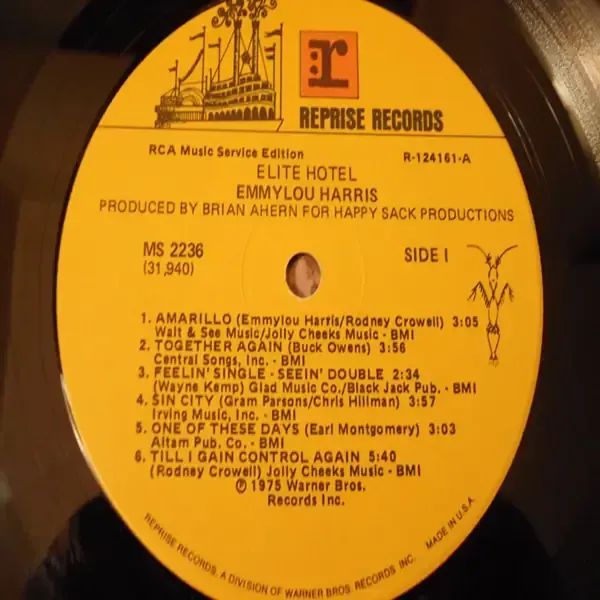 r
REPRISE RECORDS
RCA Music Service Edition
R-124161-A
ELITE HOTEL
EMMYLOU HARRIS
PRODUCED BY BRIAN AHERN FOR HAPPY SACK PRODUCTIONS
MS 2236
SIDE I
(31,940)
1. AMARILLO (Emmylou Harris/Rodney Crowell) 3:05
Wait & See Music/Jolly Cheeks Music - BMI
2. TOGETHER AGAIN (Buck Owens) 3:56
Central Songs, Inc. - BMI
3. FEELIN' SINGLE - SEEIN' DOUBLE 2:34
(Wayne Kemp) Glad Music Co./Black Jack Pub. - BMI
4. SIN CITY (Gram Parsons/Chris Hillman) 3:57
Irving Music, Inc. - BMI
5. ONE OF THESE DAYS (Earl Montgomery) 3:03
Altam Pub. Co. - BMI
6. TILL I GAIN CONTROL AGAIN 5:40
(Rodney Crowell) Jolly Cheeks Music - BMI
℗ 1975 Warner Bros.
Records Inc.
REPRISE RECORDS, A DIVISION OF WARNER BROS. RECORDS INC. MADE IN U.S.A.